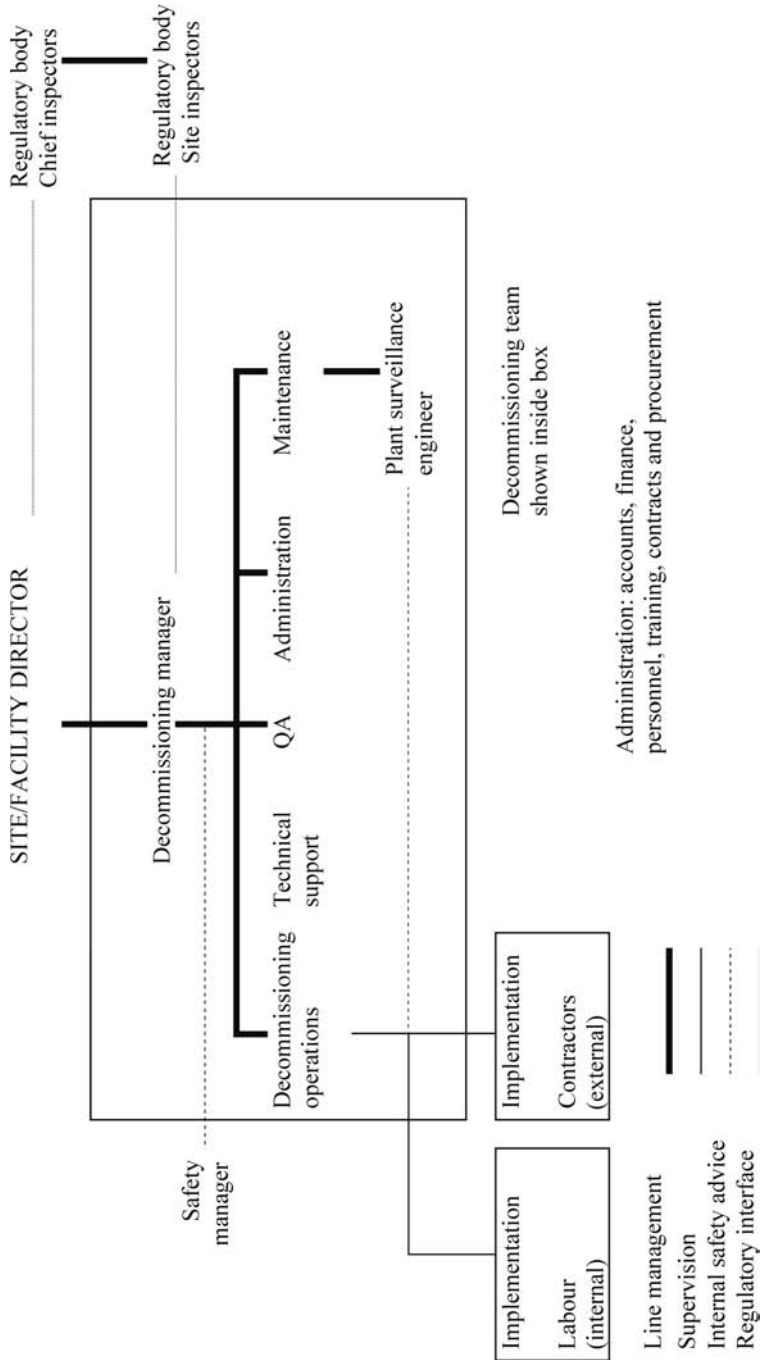 SITE/FACILITY DIRECTOR
Regulatory body
Chief inspectors
Decommissioning manager
Regulatory body
Site inspectors
Safety
manager
Decommissioning
operations
Technical
support
QA
Administration
Maintenance
Plant surveillance
engineer
Implementation
Labour
(internal)
Implementation
Contractors
(external)
Decommissioning team
shown inside box
Administration: accounts, finance,
personnel, training, contracts and procurement
Line management
Supervision
Internal safety advice
Regulatory interface